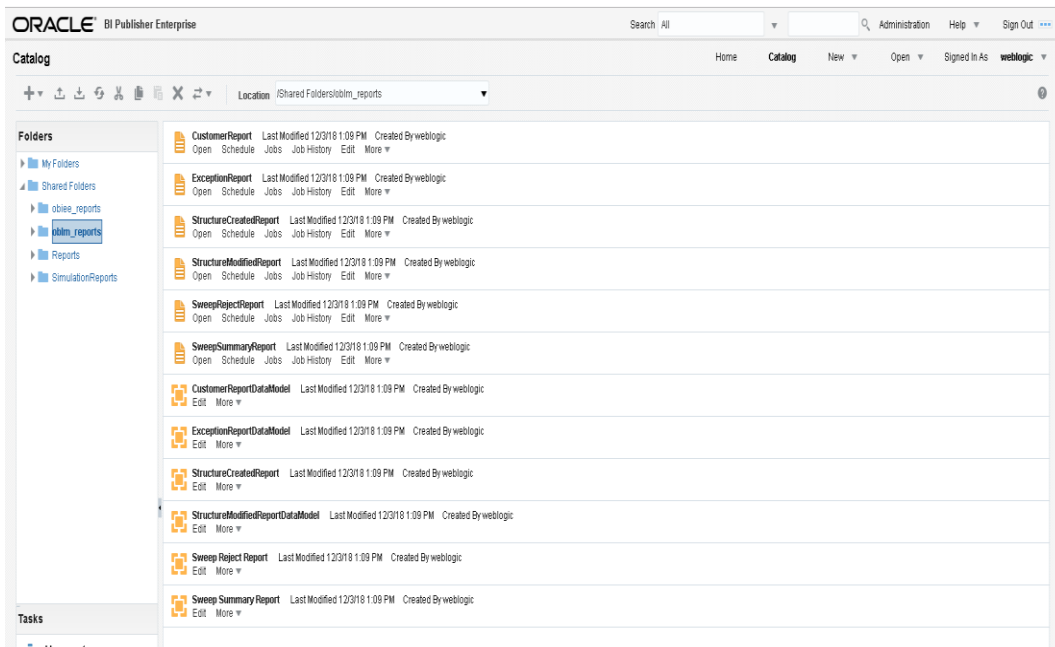 ORACLE BI Publisher Enterprise Search All Administration Help Sign Out
Catalog Home Catalog New Open Signed In As weblogic
Location /Shared Folders/oblm_reports
Folders
My Folders
Shared Folders
obiee_reports
oblm_reports
Reports
SimulationReports
CustomerReport Last Modified 12/3/18 1:09 PM Created By weblogic
Open Schedule Jobs Job History Edit More
ExceptionReport Last Modified 12/3/18 1:09 PM Created By weblogic
Open Schedule Jobs Job History Edit More
StructureCreatedReport Last Modified 12/3/18 1:09 PM Created By weblogic
Open Schedule Jobs Job History Edit More
StructureModifiedReport Last Modified 12/3/18 1:09 PM Created By weblogic
Open Schedule Jobs Job History Edit More
SweepRejectReport Last Modified 12/3/18 1:09 PM Created By weblogic
Open Schedule Jobs Job History Edit More
SweepSummaryReport Last Modified 12/3/18 1:09 PM Created By weblogic
Open Schedule Jobs Job History Edit More
CustomerReportDataModel Last Modified 12/3/18 1:09 PM Created By weblogic
Edit More
ExceptionReportDataModel Last Modified 12/3/18 1:09 PM Created By weblogic
Edit More
StructureCreatedReport Last Modified 12/3/18 1:09 PM Created By weblogic
Edit More
StructureModifiedReportDataModel Last Modified 12/3/18 1:09 PM Created By weblogic
Edit More
Sweep Reject Report Last Modified 12/3/18 1:09 PM Created By weblogic
Edit More
Sweep Summary Report Last Modified 12/3/18 1:09 PM Created By weblogic
Edit More
Tasks